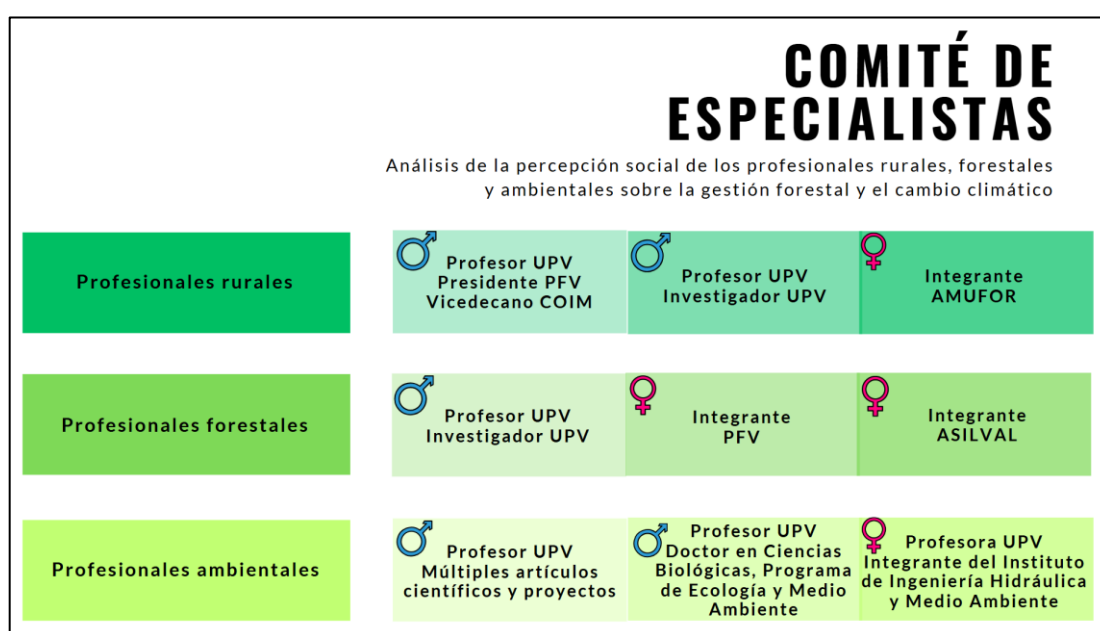 COMITÉ DE
ESPECIALISTAS
Análisis de la percepción social de los profesionales rurales, forestales
y ambientales sobre la gestión forestal y el cambio climático
Profesionales rurales
Profesor UPV
Presidente PFV
Vicedecano COIM
Profesor UPV
Investigador UPV
Integrante
AMUFOR
Profesionales forestales
Profesor UPV
Investigador UPV
Integrante
PFV
Integrante
ASILVAL
Profesionales ambientales
Profesor UPV
Múltiples artículos
científicos y proyectos
Profesor UPV
Doctor en Ciencias
Biológicas, Programa
de Ecología y Medio
Ambiente
Profesora UPV
Integrante del Instituto
de Ingeniería Hidráulica
y Medio Ambiente